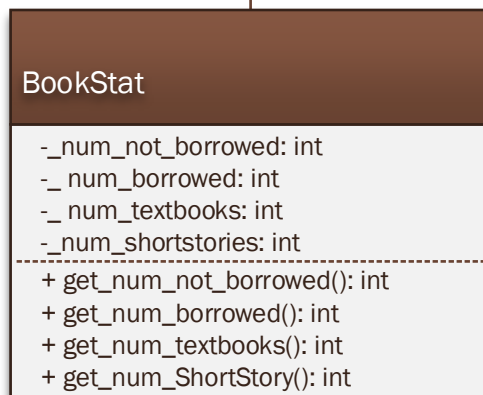 BookStat
-_num_not_borrowed: int
-_ num_borrowed: int
-_ num_textbooks: int
-_num_shortstories: int
+ get_num_not_borrowed(): int
+ get_num_borrowed(): int
+ get_num_textbooks(): int
+ get_num_ShortStory(): int